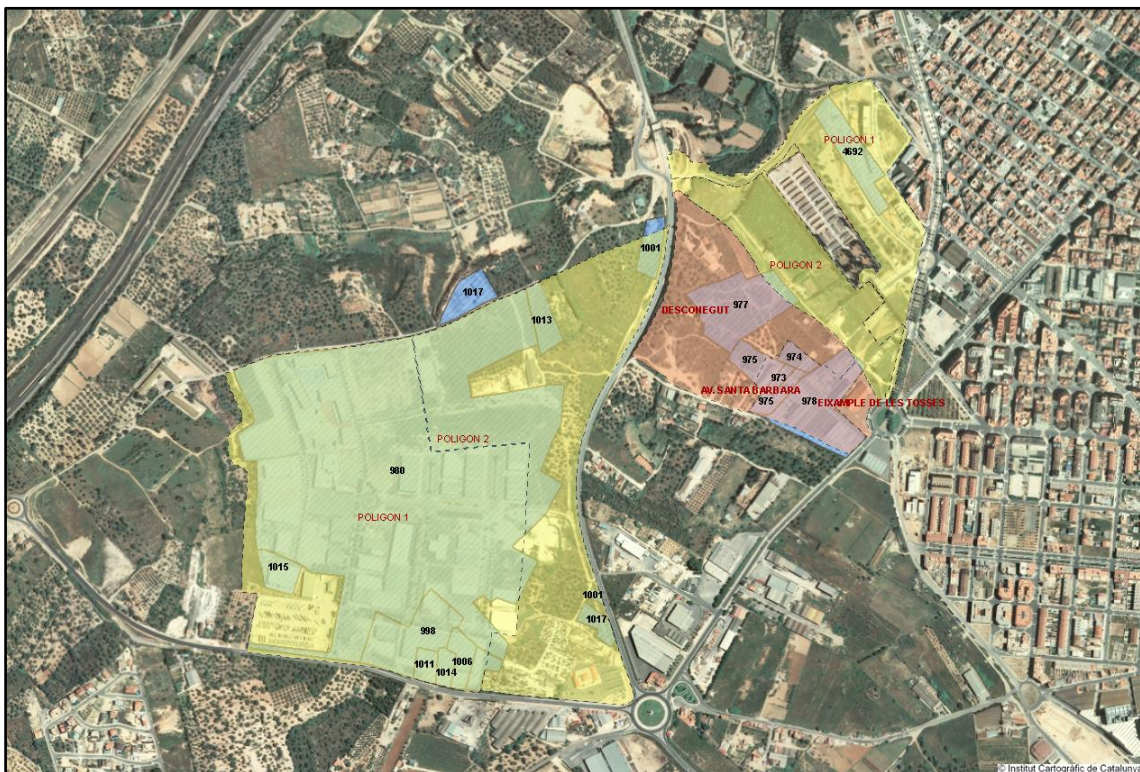 POLIGON 1
4692
1001
POLIGON 2
1017
977
DESCONEGUT
1013
975
974
973
AV. SANTA BARBARA
975
978
EIXAMPLE DE LES TOSSES
POLIGON 2
980
POLIGON 1
1015
1001
1017
998
1011
1006
1014
© Institut Cartogràfic de Catalunya